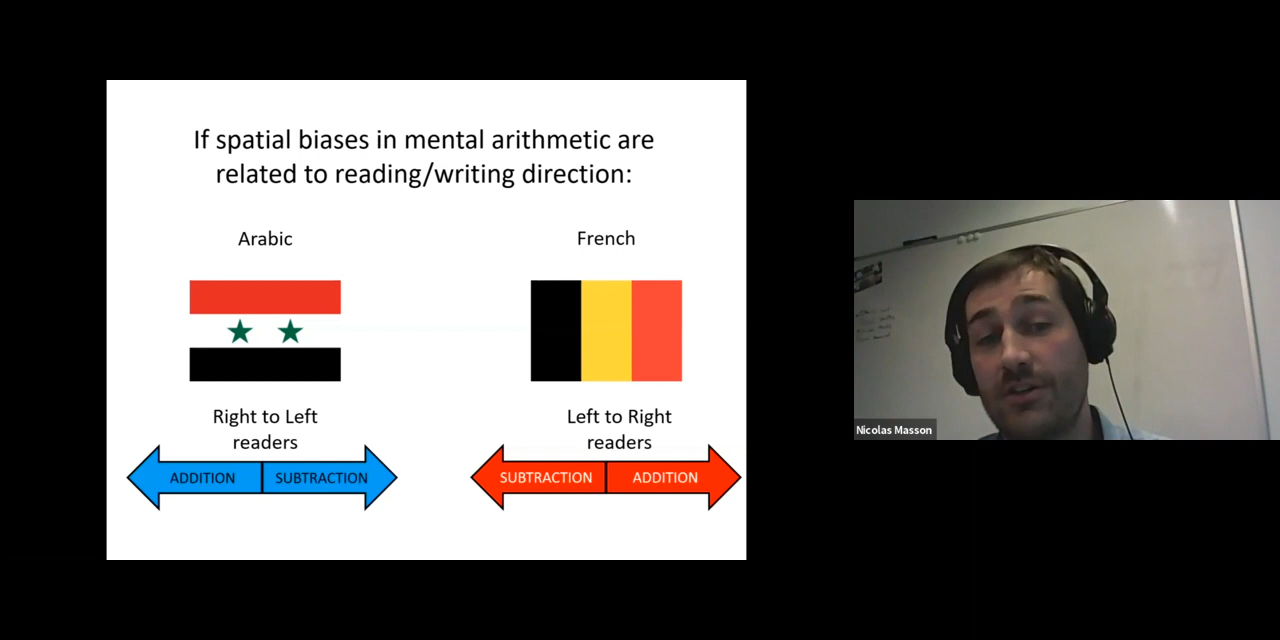 If spatial biases in mental arithmetic are
related to reading/writing direction:
Arabic
French
Right to Left
readers
Left to Right
readers
ADDITION
SUBTRACTION
SUBTRACTION
ADDITION
Nicolas Masson